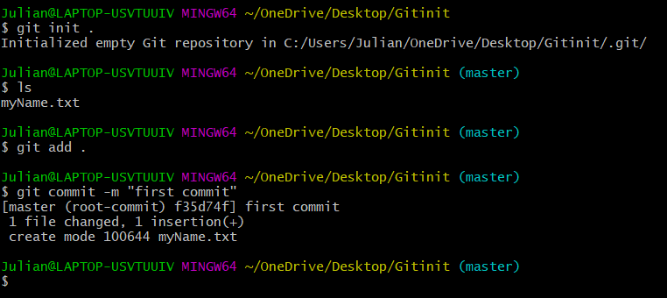 Julian@LAPTOP-USVTUUIV MINGW64 ~/OneDrive/Desktop/Gitinit
$ git init .
Initialized empty Git repository in C:/Users/Julian/OneDrive/Desktop/Gitinit/.git/
Julian@LAPTOP-USVTUUIV MINGW64 ~/OneDrive/Desktop/Gitinit (master)
$ ls
myName.txt
Julian@LAPTOP-USVTUUIV MINGW64 ~/OneDrive/Desktop/Gitinit (master)
$ git add .
Julian@LAPTOP-USVTUUIV MINGW64 ~/OneDrive/Desktop/Gitinit (master)
$ git commit -m "first commit"
[master (root-commit) f35d74f] first commit
 1 file changed, 1 insertion(+)
 create mode 100644 myName.txt
Julian@LAPTOP-USVTUUIV MINGW64 ~/OneDrive/Desktop/Gitinit (master)
$